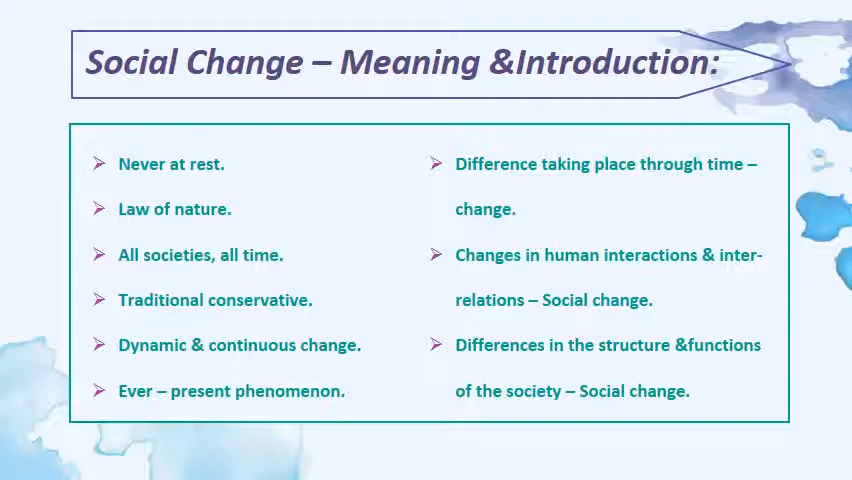 Social Change – Meaning &Introduction:
Never at rest.
Law of nature.
All societies, all time.
Traditional conservative.
Dynamic & continuous change.
Ever – present phenomenon.
Difference taking place through time –
change.
Changes in human interactions & inter-
relations – Social change.
Differences in the structure &functions
of the society – Social change.